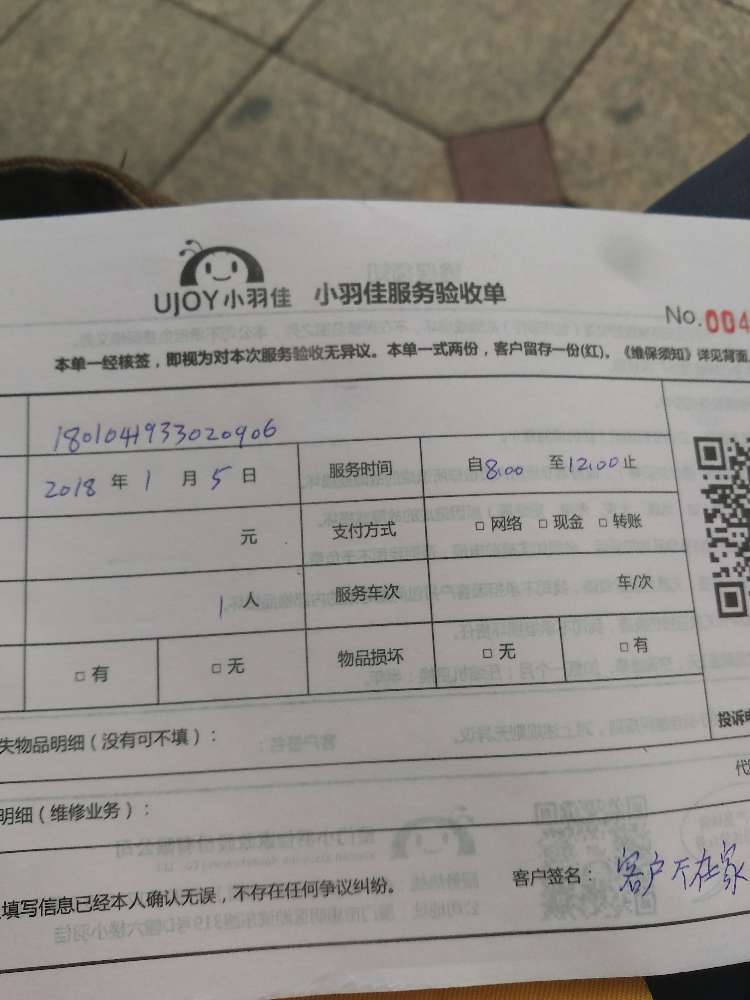 UJOY小羽佳 小羽佳服务验收单
No.004
本单一经核签，即视为对本次服务验收无异议。本单一式两份，客户留存一份(红)。《维保须知》详见背面
1801041933020906
2018 年 1 月 5 日 服务时间 自8:00 至12:00止
元 支付方式 □ 网络 □ 现金 □ 转账
1 人 服务车次 车/次
□ 有 □ 无 物品损坏 □ 无 □ 有
投诉电
失物品明细（没有可不填）：
代
明细（维修业务）：
填写信息已经本人确认无误，不存在任何争议纠纷。 客户签名：客户不在家